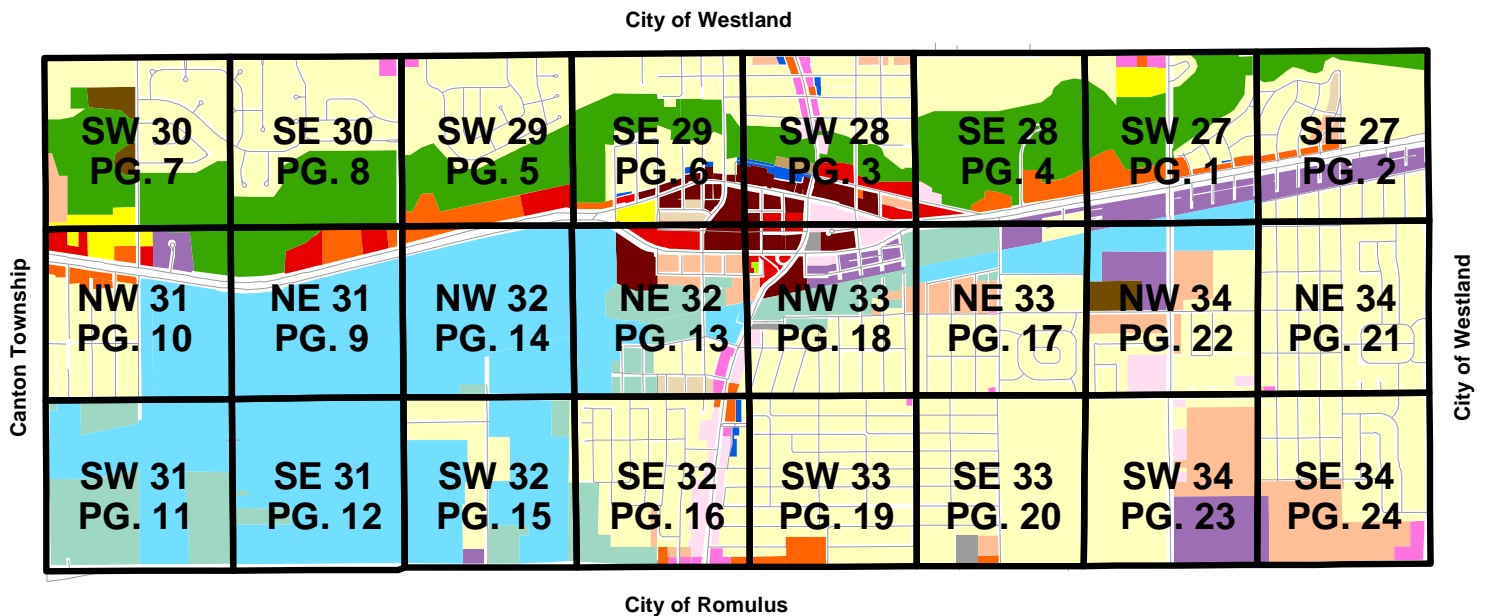 City of Westland
SW 30
PG. 7
SE 30
PG. 8
SW 29
PG. 5
SE 29
PG. 6
SW 28
PG. 3
SE 28
PG. 4
SW 27
PG. 1
SE 27
PG. 2
Canton Township
NW 31
PG. 10
NE 31
PG. 9
NW 32
PG. 14
NE 32
PG. 13
NW 33
PG. 18
NE 33
PG. 17
NW 34
PG. 22
NE 34
PG. 21
City of Westland
SW 31
PG. 11
SE 31
PG. 12
SW 32
PG. 15
SE 32
PG. 16
SW 33
PG. 19
SE 33
PG. 20
SW 34
PG. 23
SE 34
PG. 24
City of Romulus